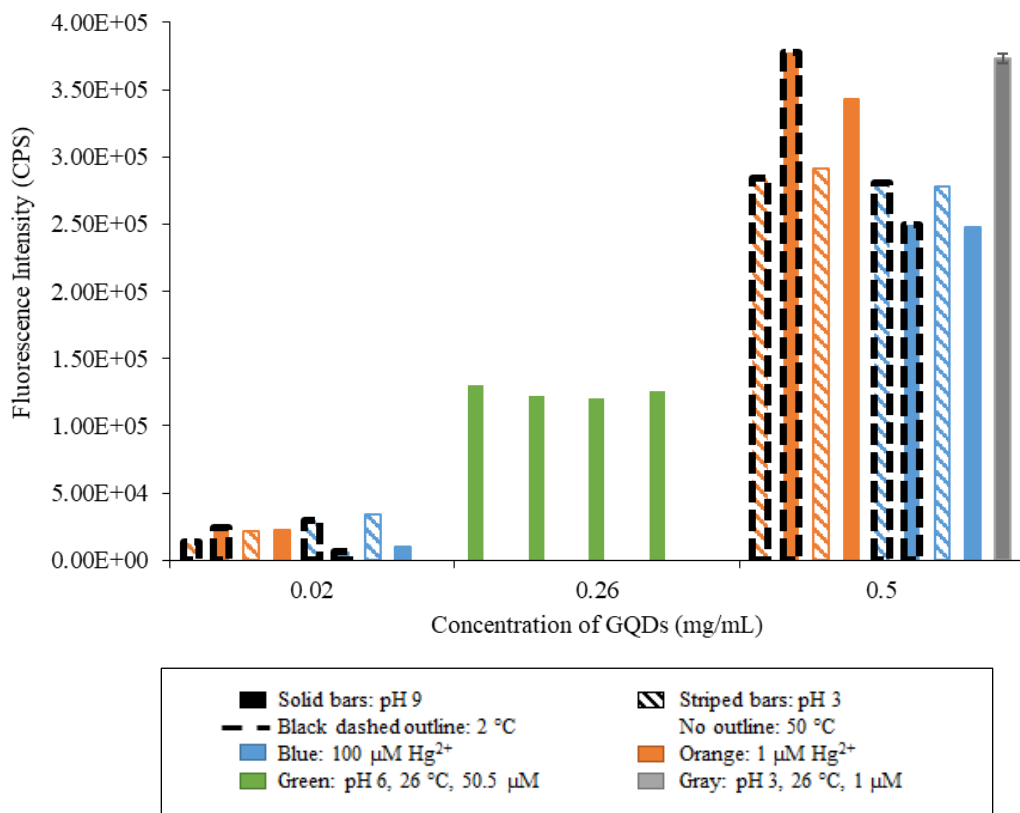 4.00E+05
3.50E+05
3.00E+05
2.50E+05
2.00E+05
1.50E+05
1.00E+05
5.00E+04
0.00E+00
Fluorescence Intensity (CPS)
0.02 0.26 0.5
Concentration of GQDs (mg/mL)
Solid bars: pH 9 Striped bars: pH 3
Black dashed outline: 2 °C No outline: 50 °C
Blue: 100 µM Hg²⁺ Orange: 1 µM Hg²⁺
Green: pH 6, 26 °C, 50.5 µM Gray: pH 3, 26 °C, 1 µM